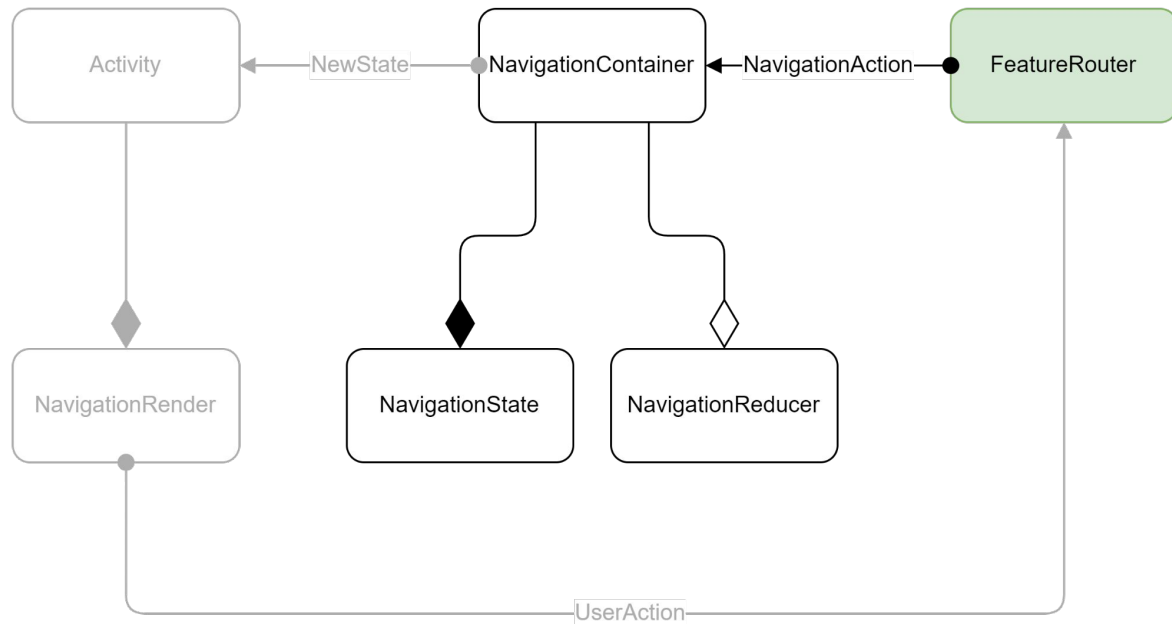 Activity
NewState
NavigationContainer
NavigationAction
FeatureRouter
NavigationRender
NavigationState
NavigationReducer
UserAction